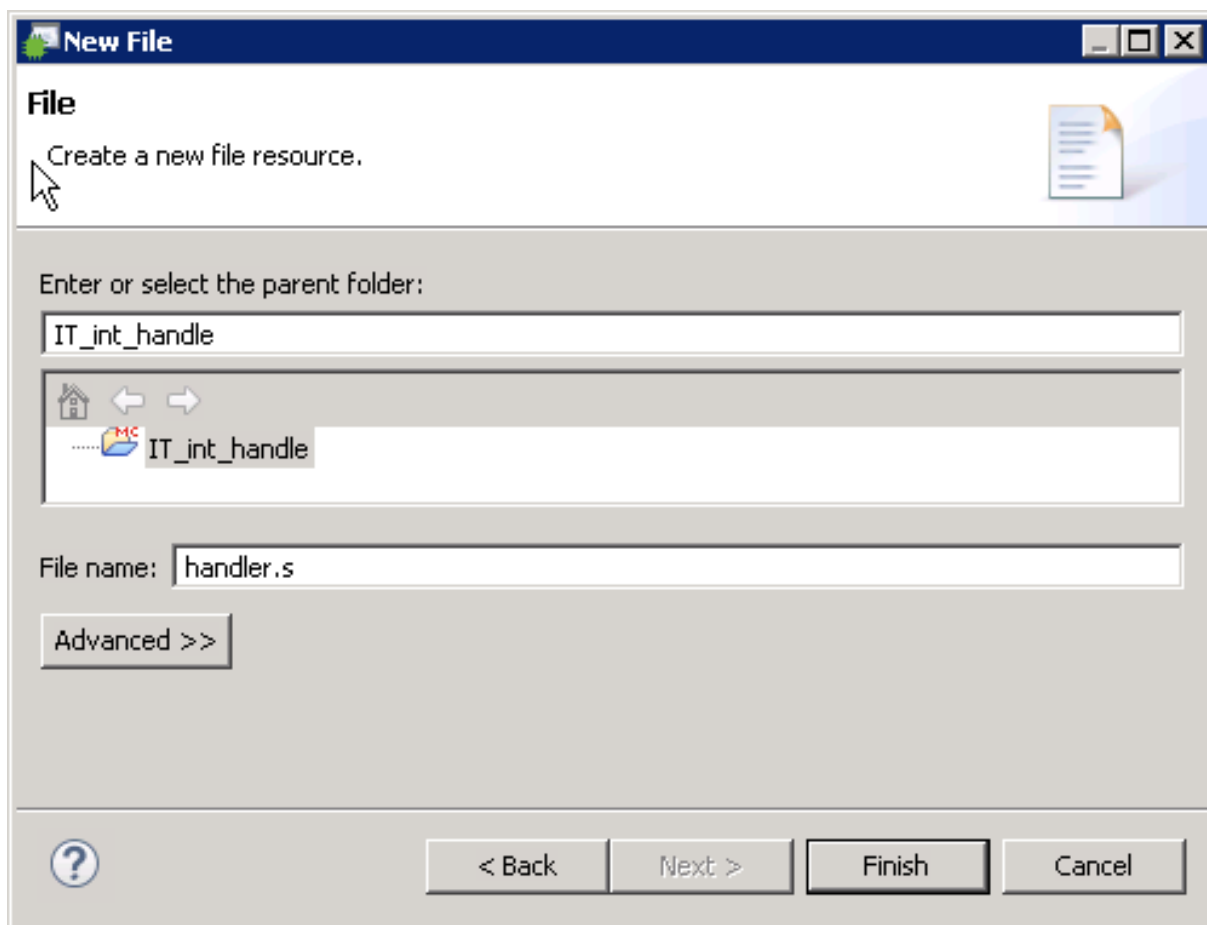 New File
File
Create a new file resource.
Enter or select the parent folder:
IT_int_handle
MC
IT_int_handle
File name: handler.s
Advanced >>
? < Back Next > Finish Cancel